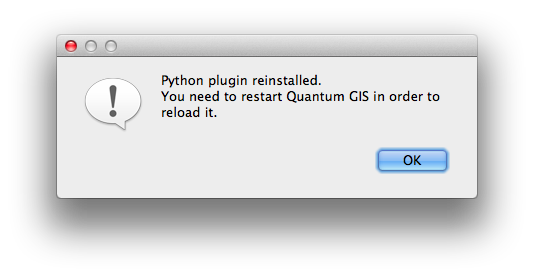 Python plugin reinstalled.
You need to restart Quantum GIS in order to
reload it.
OK